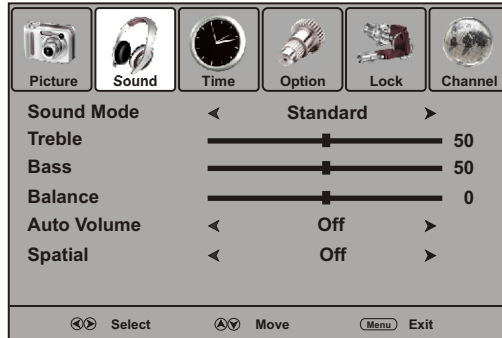 Picture Sound Time Option Lock Channel
Sound Mode Standard
Treble 50
Bass 50
Balance 0
Auto Volume Off
Spatial Off
Select Move Menu Exit